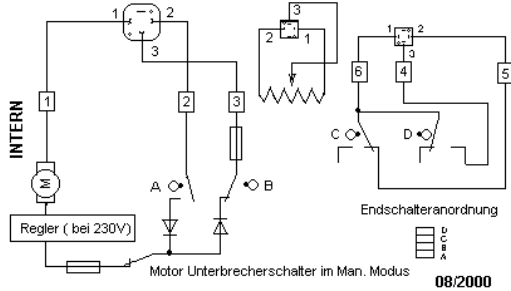 1 2
3
3
2 1
1 2
3
1
2
3
6
4
5
INTERN
M
A
B
C
D
Regler ( bei 230V)
Endschalteranordnung
D
C
B
A
Motor Unterbrecherschalter im Man. Modus
08/2000